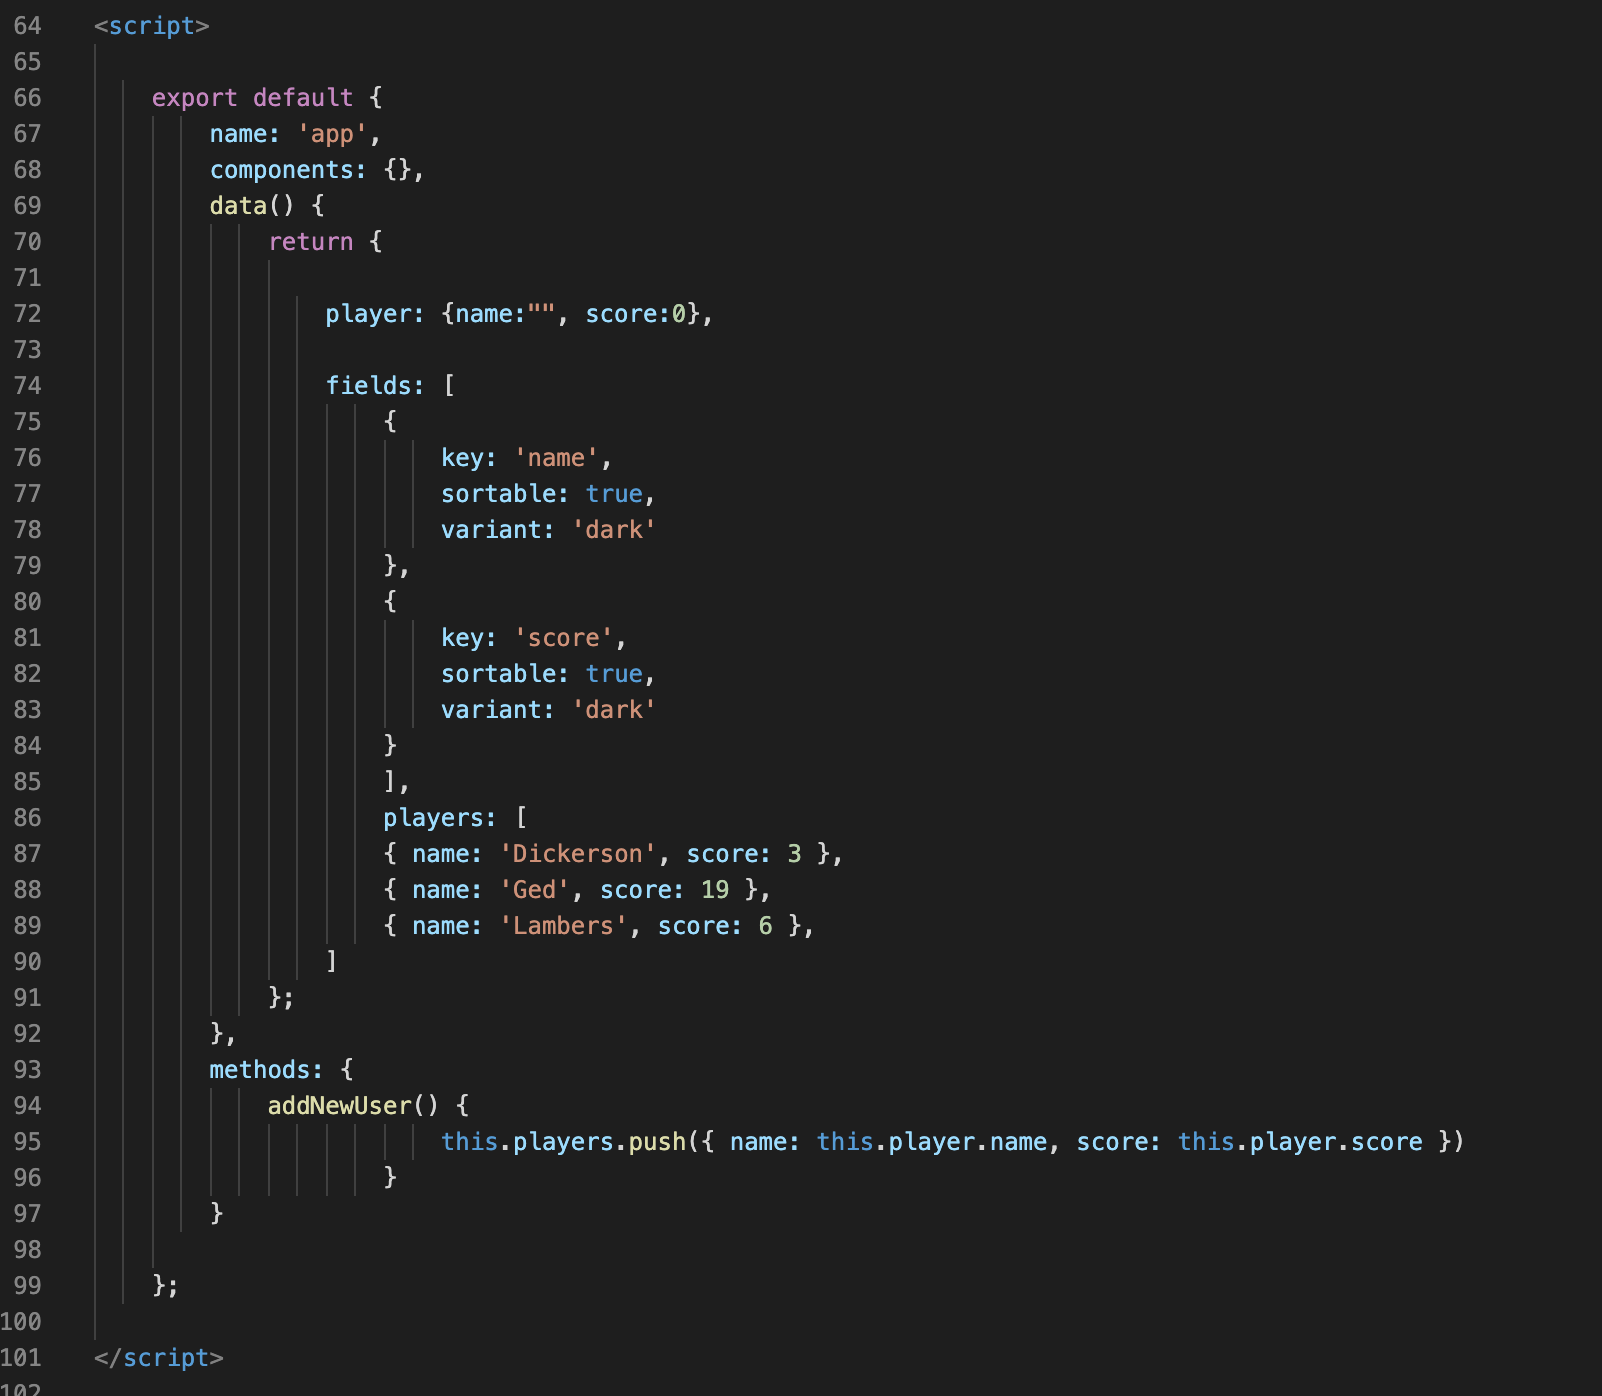 64 <script>
65
66 export default {
67 name: 'app',
68 components: {},
69 data() {
70 return {
71
72 player: {name:"", score:0},
73
74 fields: [
75 {
76 key: 'name',
77 sortable: true,
78 variant: 'dark'
79 },
80 {
81 key: 'score',
82 sortable: true,
83 variant: 'dark'
84 }
85 ],
86 players: [
87 { name: 'Dickerson', score: 3 },
88 { name: 'Ged', score: 19 },
89 { name: 'Lambers', score: 6 },
90 ]
91 };
92 },
93 methods: {
94 addNewUser() {
95 this.players.push({ name: this.player.name, score: this.player.score })
96 }
97 }
98
99 };
100
101 </script>
102